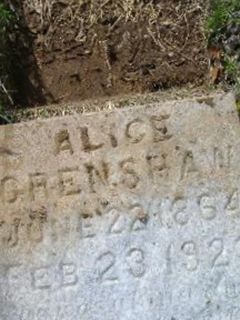 ALICE
GRENSHAW
JUNE 22 1864
FEB 23 192